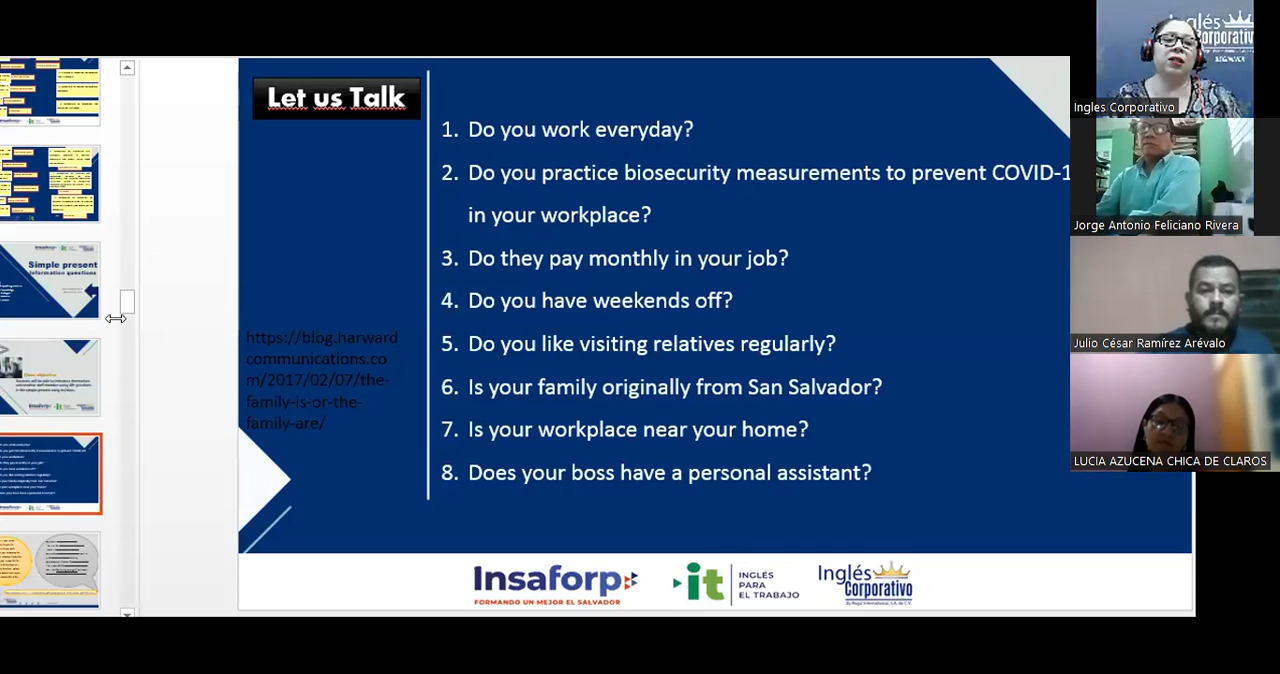 Let us Talk
1. Do you work everyday?
2. Do you practice biosecurity measurements to prevent COVID-1
in your workplace?
3. Do they pay monthly in your job?
4. Do you have weekends off?
5. Do you like visiting relatives regularly?
6. Is your family originally from San Salvador?
7. Is your workplace near your home?
8. Does your boss have a personal assistant?
https://blog.harward
communications.co
m/2017/02/07/the-
family-is-or-the-
family-are/
Insaforp
FORMANDO UN MEJOR EL SALVADOR
it
INGLÉS
PARA
EL TRABAJO
Inglés
Corporativo
Simple present
Information questions
Inglés
Corporativo
Ingles Corporativo
Jorge Antonio Feliciano Rivera
Julio César Ramírez Arévalo
LUCIA AZUCENA CHICA DE CLAROS